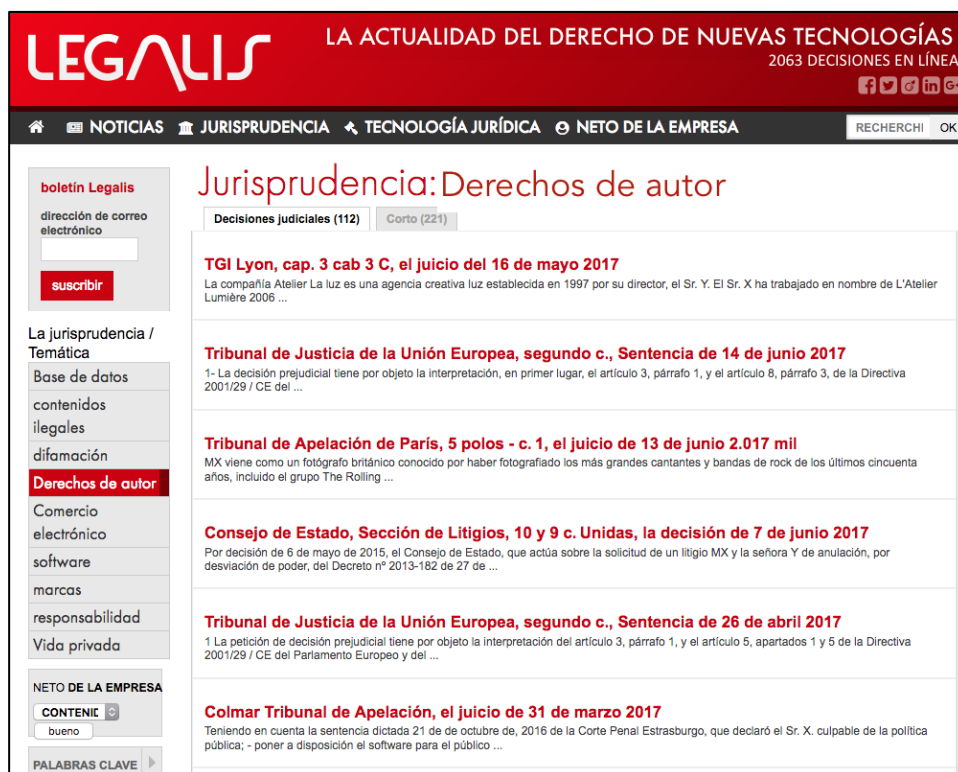 LEGALIS
LA ACTUALIDAD DEL DERECHO DE NUEVAS TECNOLOGÍAS
2063 DECISIONES EN LÍNEA
NOTICIAS JURISPRUDENCIA TECNOLOGÍA JURÍDICA NETO DE LA EMPRESA
RECHERCHI OK
boletín Legalis
dirección de correo
electrónico
suscribir
La jurisprudencia /
Temática
Base de datos
contenidos
ilegales
difamación
Derechos de autor
Comercio
electrónico
software
marcas
responsabilidad
Vida privada
NETO DE LA EMPRESA
CONTENIE
bueno
PALABRAS CLAVE
Jurisprudencia: Derechos de autor
Decisiones judiciales (112) Corto (221)
TGI Lyon, cap. 3 cab 3 C, el juicio del 16 de mayo 2017
La compañía Atelier La luz es una agencia creativa luz establecida en 1997 por su director, el Sr. Y. El Sr. X ha trabajado en nombre de L'Atelier
Lumière 2006 ...
Tribunal de Justicia de la Unión Europea, segundo c., Sentencia de 14 de junio 2017
1- La decisión prejudicial tiene por objeto la interpretación, en primer lugar, el artículo 3, párrafo 1, y el artículo 8, párrafo 3, de la Directiva
2001/29 / CE del ...
Tribunal de Apelación de París, 5 polos - c. 1, el juicio de 13 de junio 2.017 mil
MX viene como un fotógrafo británico conocido por haber fotografiado los más grandes cantantes y bandas de rock de los últimos cincuenta
años, incluido el grupo The Rolling ...
Consejo de Estado, Sección de Litigios, 10 y 9 c. Unidas, la decisión de 7 de junio 2017
Por decisión de 6 de mayo de 2015, el Consejo de Estado, que actúa sobre la solicitud de un litigio MX y la señora Y de anulación, por
desviación de poder, del Decreto nº 2013-182 de 27 de ...
Tribunal de Justicia de la Unión Europea, segundo c., Sentencia de 26 de abril 2017
1 La petición de decisión prejudicial tiene por objeto la interpretación del artículo 3, párrafo 1, y el artículo 5, apartados 1 y 5 de la Directiva
2001/29 / CE del Parlamento Europeo y del ...
Colmar Tribunal de Apelación, el juicio de 31 de marzo 2017
Teniendo en cuenta la sentencia dictada 21 de de octubre de, 2016 de la Corte Penal Estrasburgo, que declaró el Sr. X. culpable de la política
pública; - poner a disposición el software para el público ...